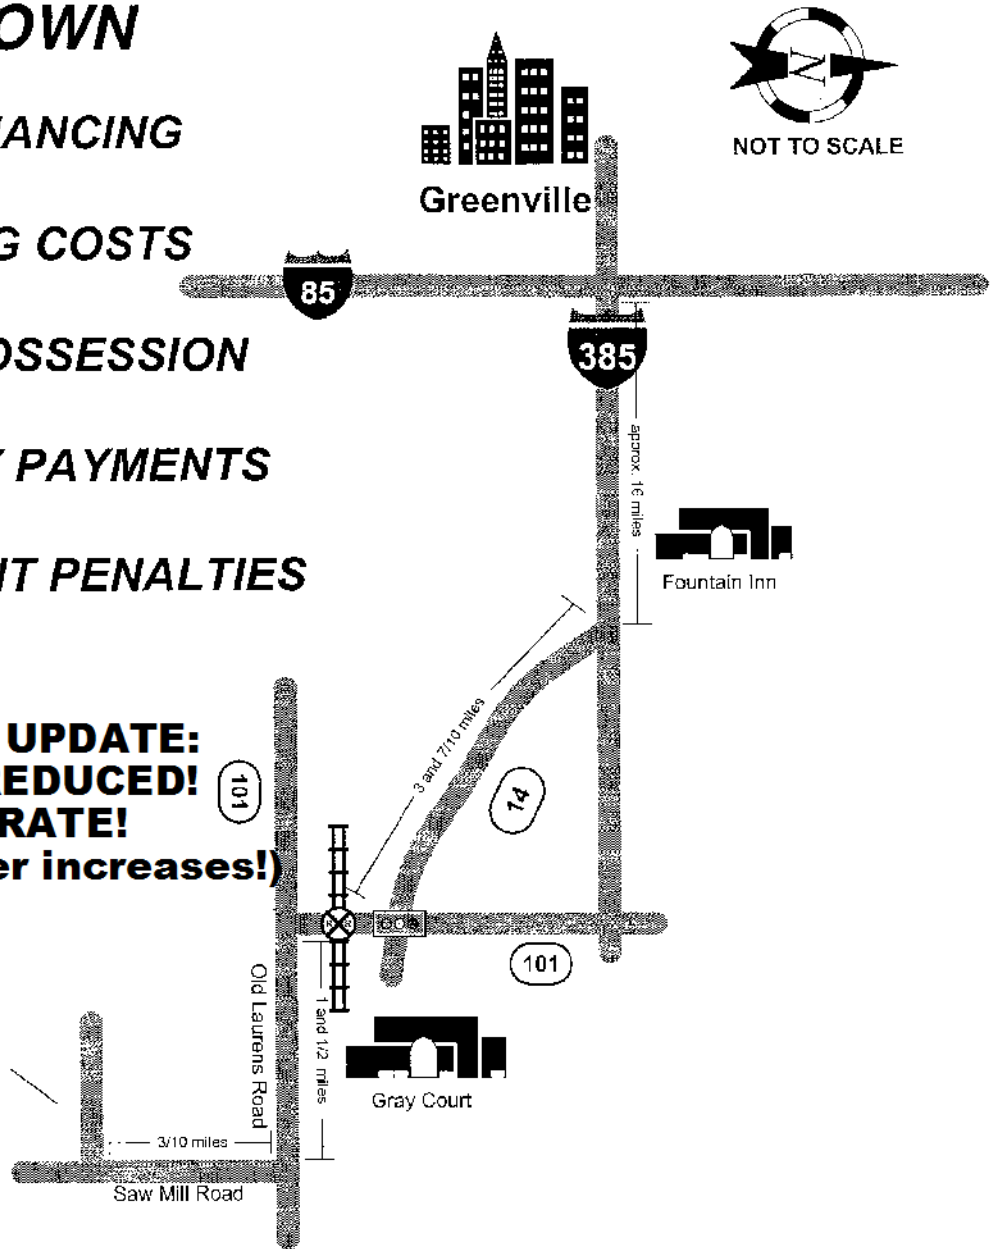 OWN
ANCING
G COSTS
OSSESSION
PAYMENTS
IT PENALTIES
UPDATE:
REDUCED!
RATE!
er increases!)
N
NOT TO SCALE
Greenville
85
385
approx. 16 miles
Fountain Inn
3 and 7/10 miles
14
101
101
Old Laurens Road
1 and 1/2 miles
Gray Court
3/10 miles
Saw Mill Road